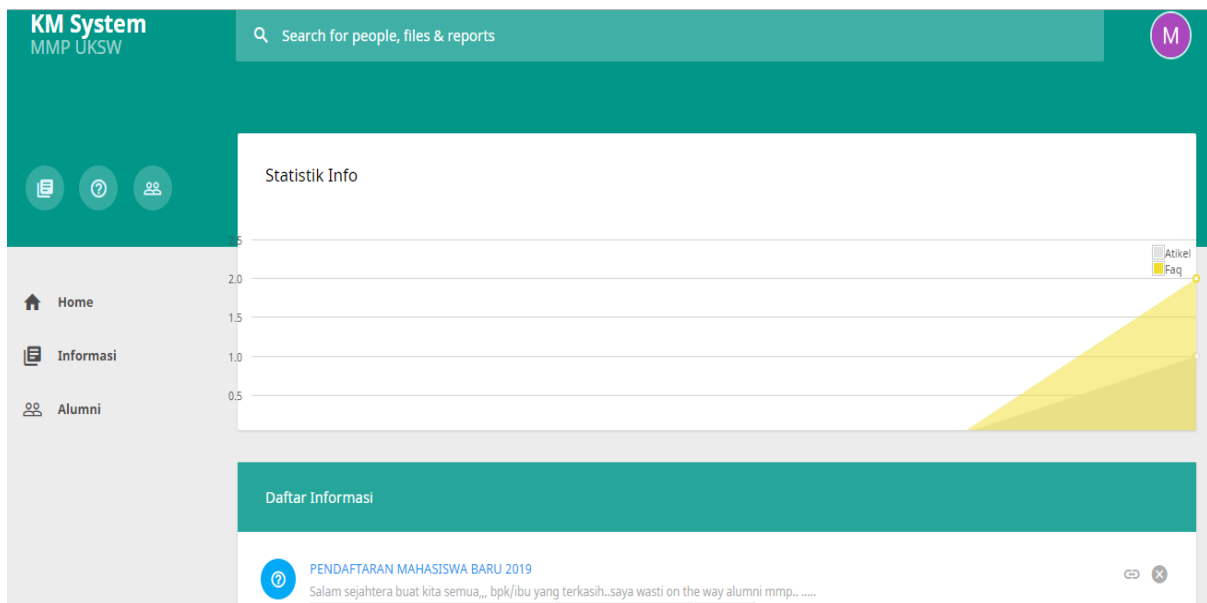 KM System
MMP UKSW
Search for people, files & reports
M
Statistik Info
2.5
Atikel
Faq
2.0
1.5
1.0
0.5
Home
Informasi
Alumni
Daftar Informasi
PENDAFTARAN MAHASISWA BARU 2019
Salam sejahtera buat kita semua,,, bpk/ibu yang terkasih..saya wasti on the way alumni mmp.. .....